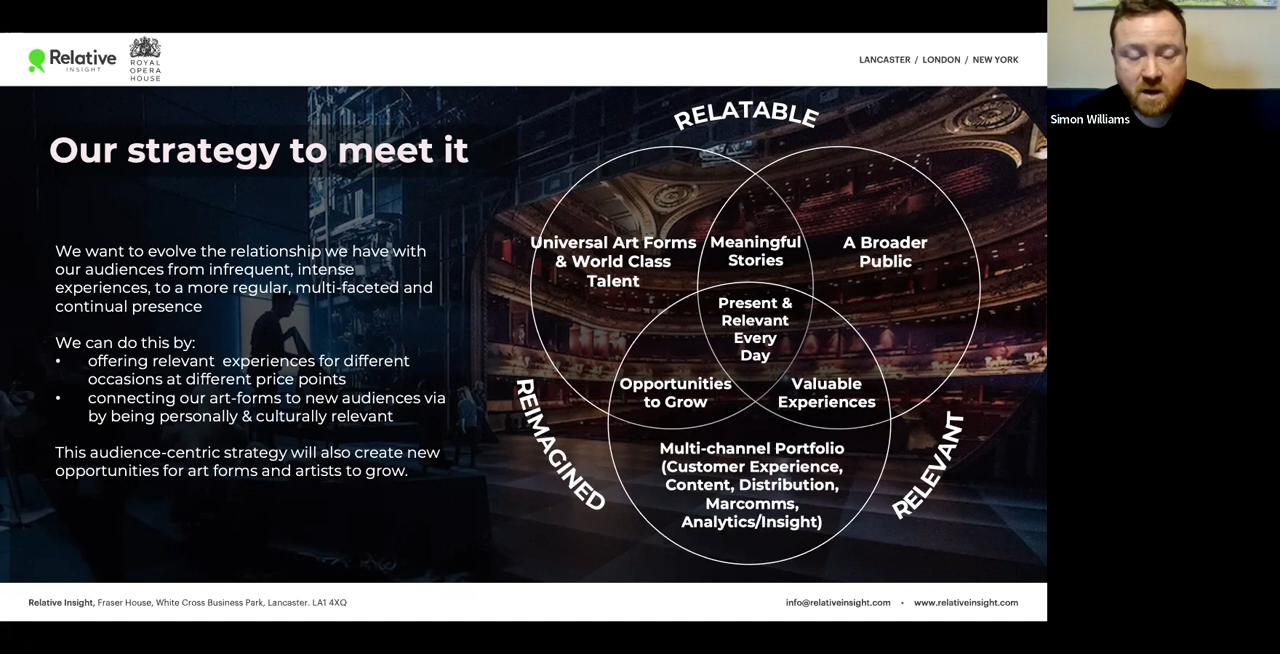 Relative
INSIGHT
ROYAL
OPERA
HOUSE
LANCASTER / LONDON / NEW YORK
Simon Williams
Our strategy to meet it
We want to evolve the relationship we have with
our audiences from infrequent, intense
experiences, to a more regular, multi-faceted and
continual presence
We can do this by:
• offering relevant experiences for different
occasions at different price points
• connecting our art-forms to new audiences via
by being personally & culturally relevant
This audience-centric strategy will also create new
opportunities for art forms and artists to grow.
RELATABLE
Universal Art Forms
& World Class
Talent
Meaningful
Stories
A Broader
Public
Present &
Relevant
Every
Day
Opportunities
to Grow
Valuable
Experiences
REIMAGINED
RELEVANT
Multi-channel Portfolio
(Customer Experience,
Content, Distribution,
Marcomms,
Analytics/Insight)
Relative Insight, Fraser House, White Cross Business Park, Lancaster. LA1 4XQ
info@relativeinsight.com • www.relativeinsight.com